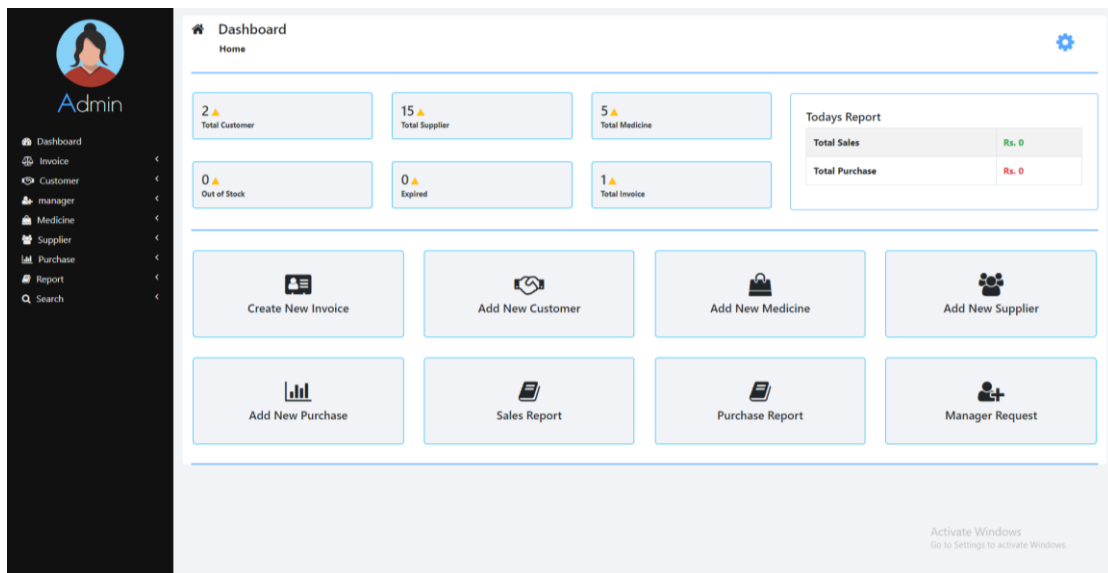 Admin
Dashboard
Invoice
Customer
manager
Medicine
Supplier
Purchase
Report
Search
Dashboard
Home
2
Total Customer
15
Total Supplier
5
Total Medicine
0
Out of Stock
0
Expired
1
Total Invoice
Todays Report
Total Sales Rs. 0
Total Purchase Rs. 0
Create New Invoice
Add New Customer
Add New Medicine
Add New Supplier
Add New Purchase
Sales Report
Purchase Report
Manager Request
Activate Windows
Go to Settings to activate Windows.